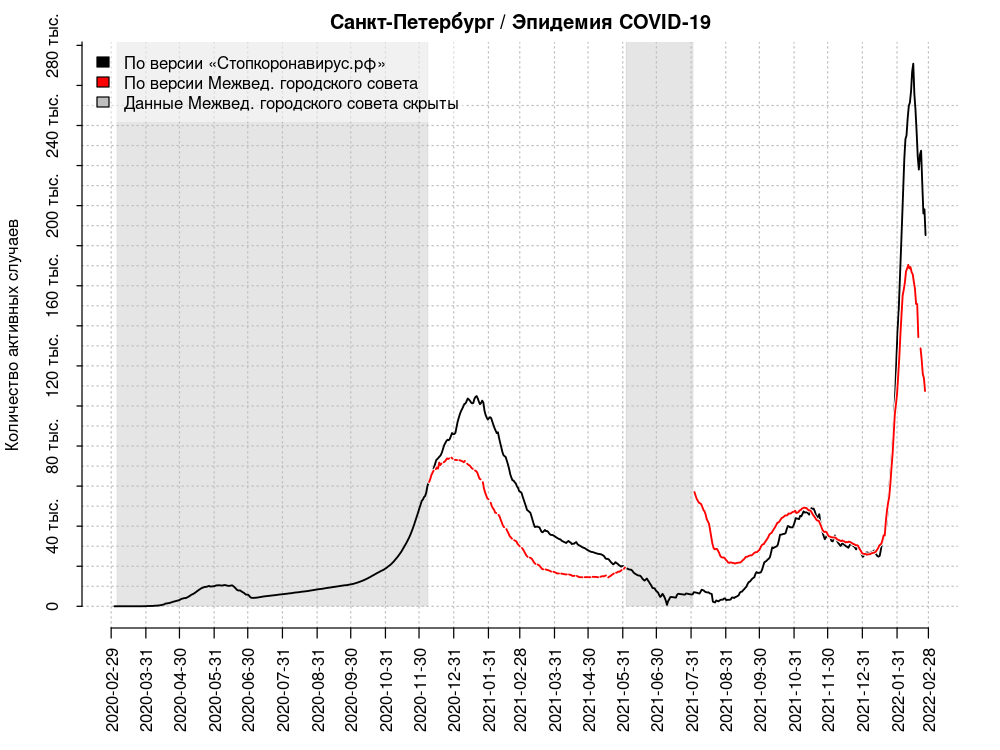 Санкт-Петербург / Эпидемия COVID-19
По версии «Стопкоронавирус.рф»
По версии Межвед. городского совета
Данные Межвед. городского совета скрыты
Количество активных случаев
280 тыс.
240 тыс.
200 тыс.
160 тыс.
120 тыс.
80 тыс.
40 тыс.
0
2020-02-29
2020-03-31
2020-04-30
2020-05-31
2020-06-30
2020-07-31
2020-08-31
2020-09-30
2020-10-31
2020-11-30
2020-12-31
2021-01-31
2021-02-28
2021-03-31
2021-04-30
2021-05-31
2021-06-30
2021-07-31
2021-08-31
2021-09-30
2021-10-31
2021-11-30
2021-12-31
2022-01-31
2022-02-28